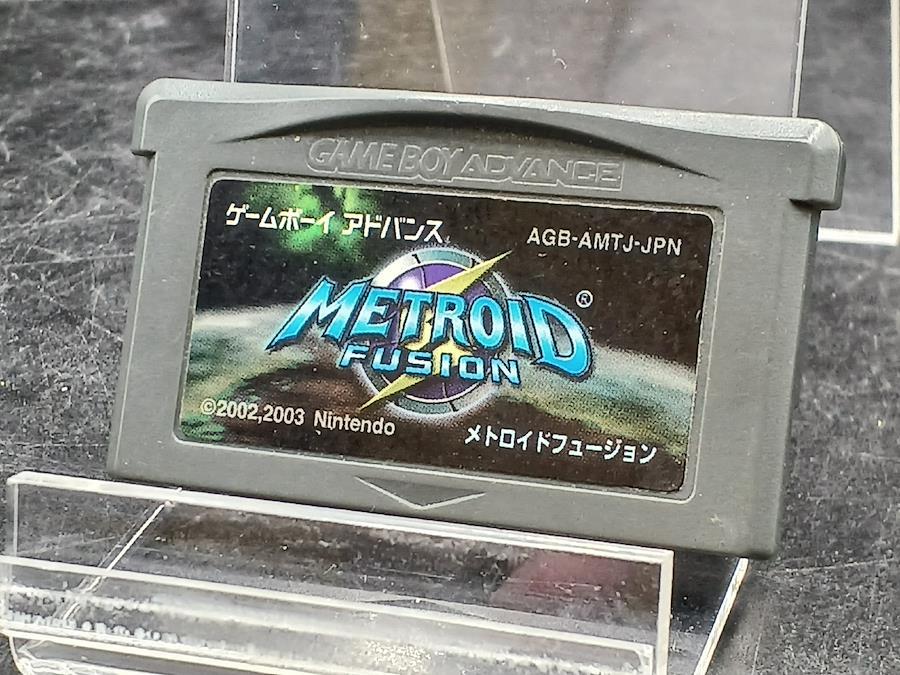 GAME BOY ADVANCE
ゲームボーイ アドバンス
AGB-AMTJ-JPN
METROID®
FUSION
©2002,2003 Nintendo
メトロイドフュージョン